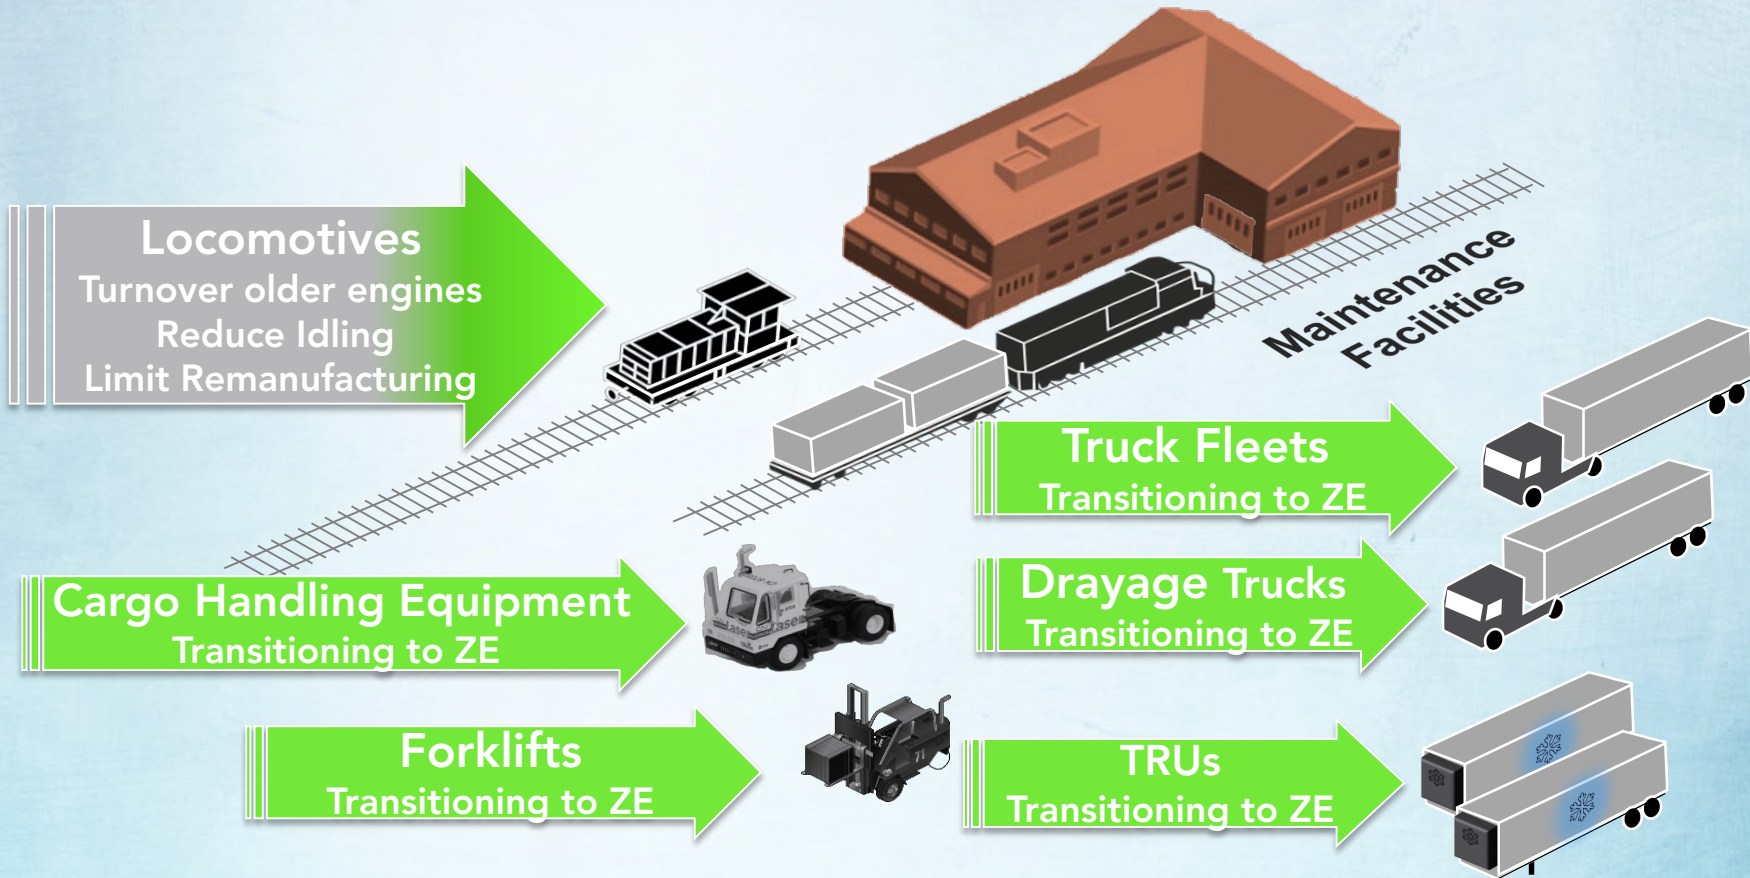 Locomotives
Turnover older engines
Reduce Idling
Limit Remanufacturing
Maintenance
Facilities
Truck Fleets
Transitioning to ZE
Cargo Handling Equipment
Transitioning to ZE
Drayage Trucks
Transitioning to ZE
Forklifts
Transitioning to ZE
71
TRUs
Transitioning to ZE